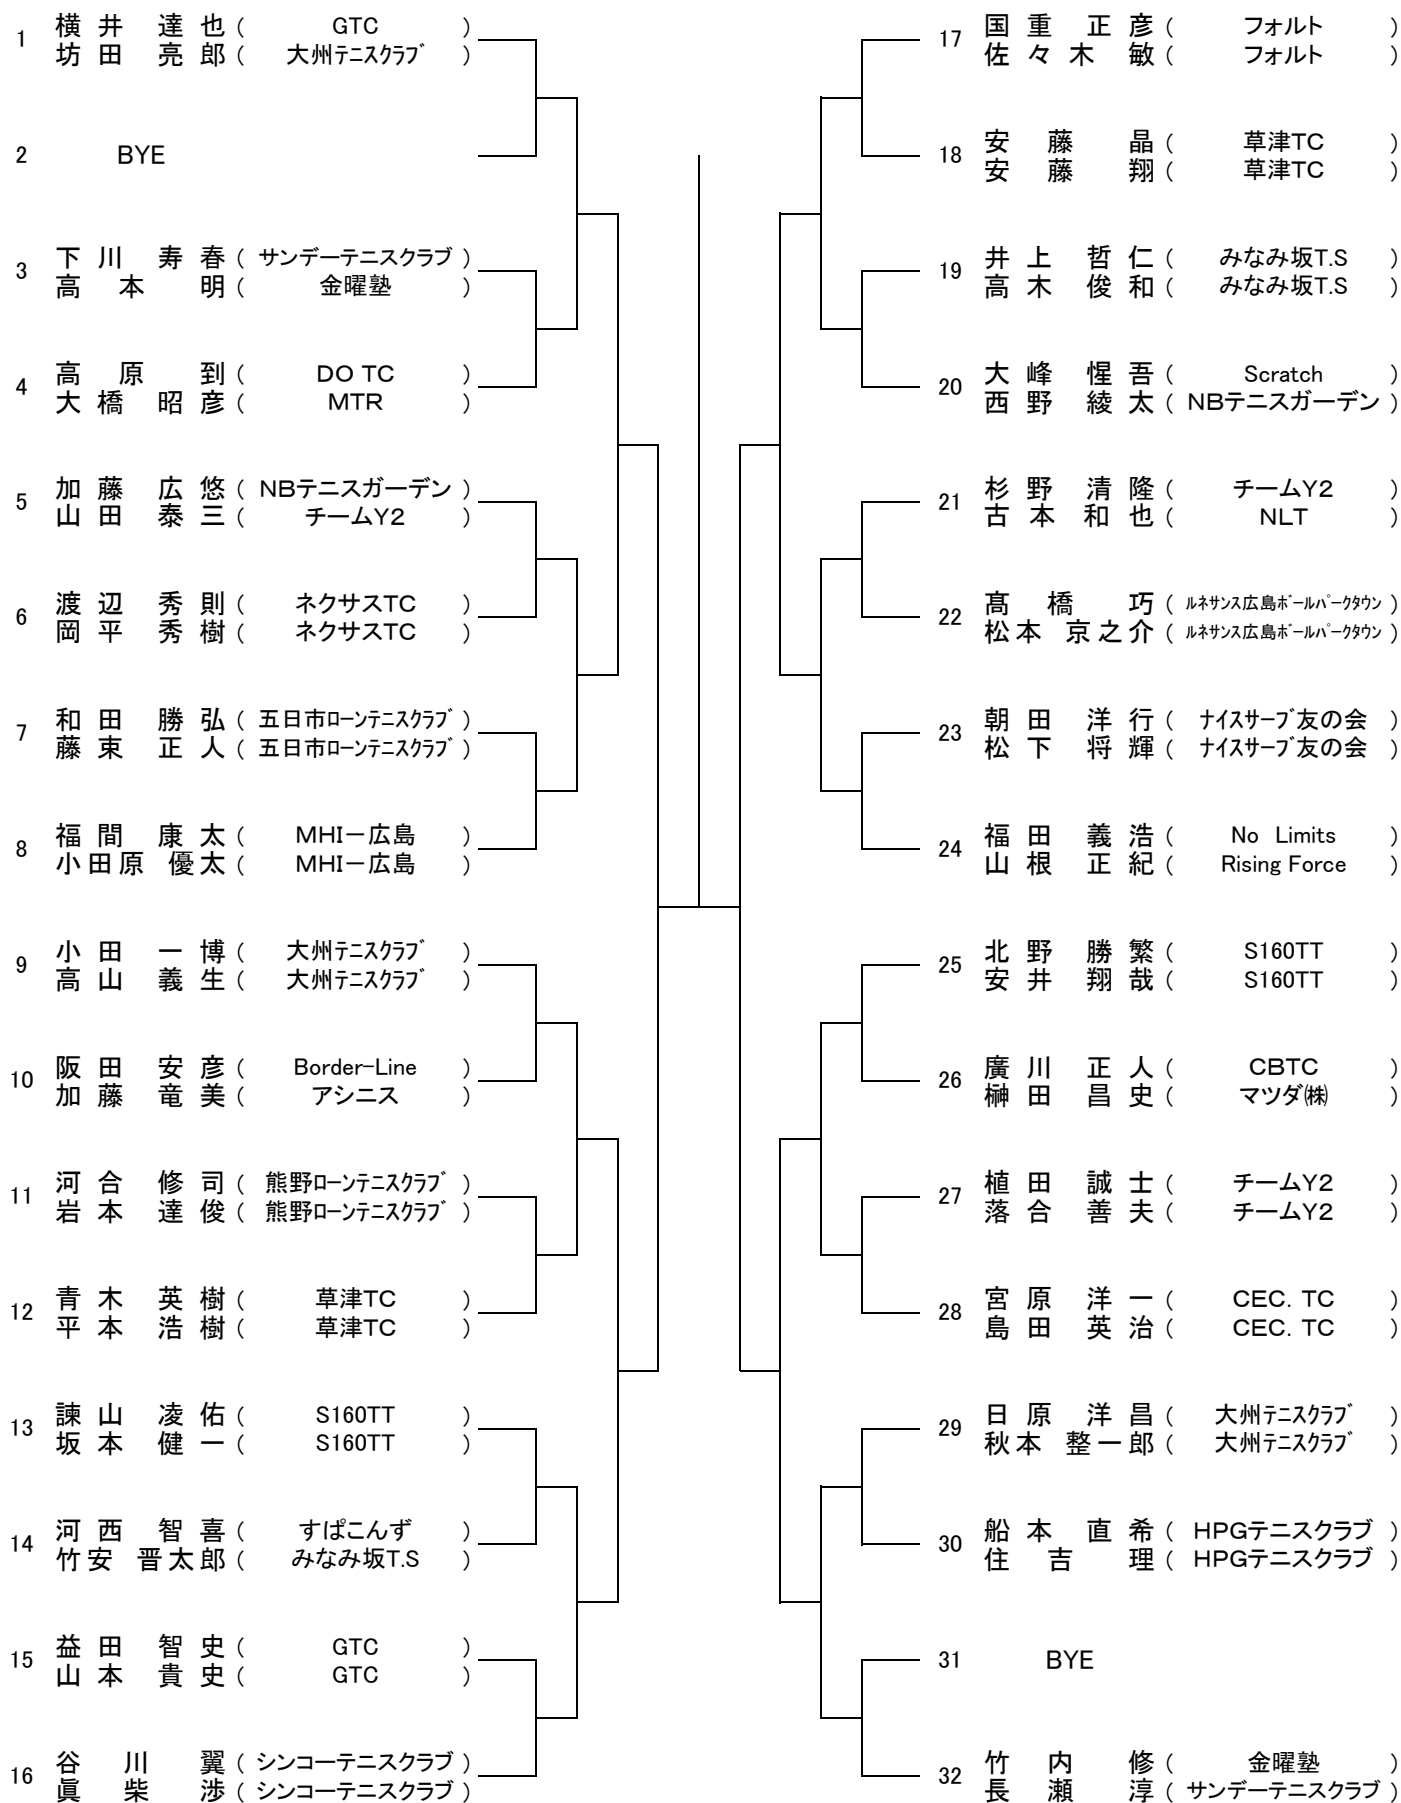 1 横井 達也 ( GTC )
坊田 亮郎 ( 大州ﾃﾆｽｸﾗﾌﾞ )
2 BYE
3 下川 寿春 ( サンデーテニスクラブ )
高本 明 ( 金曜塾 )
4 高原 到 ( DO TC )
大橋 昭彦 ( MTR )
5 加藤 広悠 ( NBテニスガーデン )
山田 泰三 ( チームY2 )
6 渡辺 秀則 ( ネクサスTC )
岡平 秀樹 ( ネクサスTC )
7 和田 勝弘 ( 五日市ﾛｰﾝﾃﾆｽｸﾗﾌﾞ )
藤東 正人 ( 五日市ﾛｰﾝﾃﾆｽｸﾗﾌﾞ )
8 福間 康太 ( MHI－広島 )
小田原 優太 ( MHI－広島 )
9 小田 一博 ( 大州ﾃﾆｽｸﾗﾌﾞ )
高山 義生 ( 大州ﾃﾆｽｸﾗﾌﾞ )
10 阪田 安彦 ( Border-Line )
加藤 竜美 ( アシニス )
11 河合 修司 ( 熊野ﾛｰﾝﾃﾆｽｸﾗﾌﾞ )
岩本 達俊 ( 熊野ﾛｰﾝﾃﾆｽｸﾗﾌﾞ )
12 青木 英樹 ( 草津TC )
平本 浩樹 ( 草津TC )
13 諫山 凌佑 ( S160TT )
坂本 健一 ( S160TT )
14 河西 智喜 ( すぱこんず )
竹安 晋太郎 ( みなみ坂T.S )
15 益田 智史 ( GTC )
山本 貴史 ( GTC )
16 谷川 翼 ( シンコーテニスクラブ )
眞柴 渉 ( シンコーテニスクラブ )
17 国重 正彦 ( フォルト )
佐々木 敏 ( フォルト )
18 安藤 晶 ( 草津TC )
安藤 翔 ( 草津TC )
19 井上 哲仁 ( みなみ坂T.S )
高木 俊和 ( みなみ坂T.S )
20 大峰 惺吾 ( Scratch )
西野 綾太 ( NBテニスガーデン )
21 杉野 清隆 ( チームY2 )
古本 和也 ( NLT )
22 髙橋 巧 ( ﾙﾈｻﾝｽ広島ﾎﾞｰﾙﾊﾟｰｸﾀｳﾝ )
松本 京之介 ( ﾙﾈｻﾝｽ広島ﾎﾞｰﾙﾊﾟｰｸﾀｳﾝ )
23 朝田 洋行 ( ﾅｲｽｻｰﾌﾞ友の会 )
松下 将輝 ( ﾅｲｽｻｰﾌﾞ友の会 )
24 福田 義浩 ( No Limits )
山根 正紀 ( Rising Force )
25 北野 勝繁 ( S160TT )
安井 翔哉 ( S160TT )
26 廣川 正人 ( CBTC )
榊田 昌史 ( マツダ㈱ )
27 植田 誠士 ( チームY2 )
落合 善夫 ( チームY2 )
28 宮原 洋一 ( CEC. TC )
島田 英治 ( CEC. TC )
29 日原 洋昌 ( 大州ﾃﾆｽｸﾗﾌﾞ )
秋本 整一郎 ( 大州ﾃﾆｽｸﾗﾌﾞ )
30 船本 直希 ( HPGテニスクラブ )
住吉 理 ( HPGテニスクラブ )
31 BYE
32 竹内 修 ( 金曜塾 )
長瀬 淳 ( サンデーテニスクラブ )